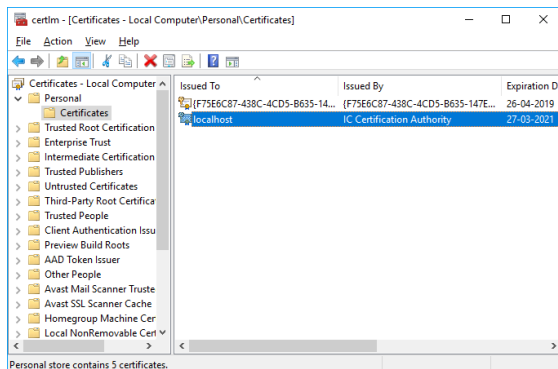 certlm - [Certificates - Local Computer\Personal\Certificates]
File Action View Help
Certificates - Local Computer
Personal
Certificates
Trusted Root Certification
Enterprise Trust
Intermediate Certification
Trusted Publishers
Untrusted Certificates
Third-Party Root Certifica
Trusted People
Client Authentication Issu
Preview Build Roots
AAD Token Issuer
Other People
Avast Mail Scanner Truste
Avast SSL Scanner Cache
Homegroup Machine Cer
Local NonRemovable Cert
Issued To Issued By Expiration D
{F75E6C87-438C-4CD5-B635-14... {F75E6C87-438C-4CD5-B635-147E... 26-04-2019
localhost IC Certification Authority 27-03-2021
Personal store contains 5 certificates.